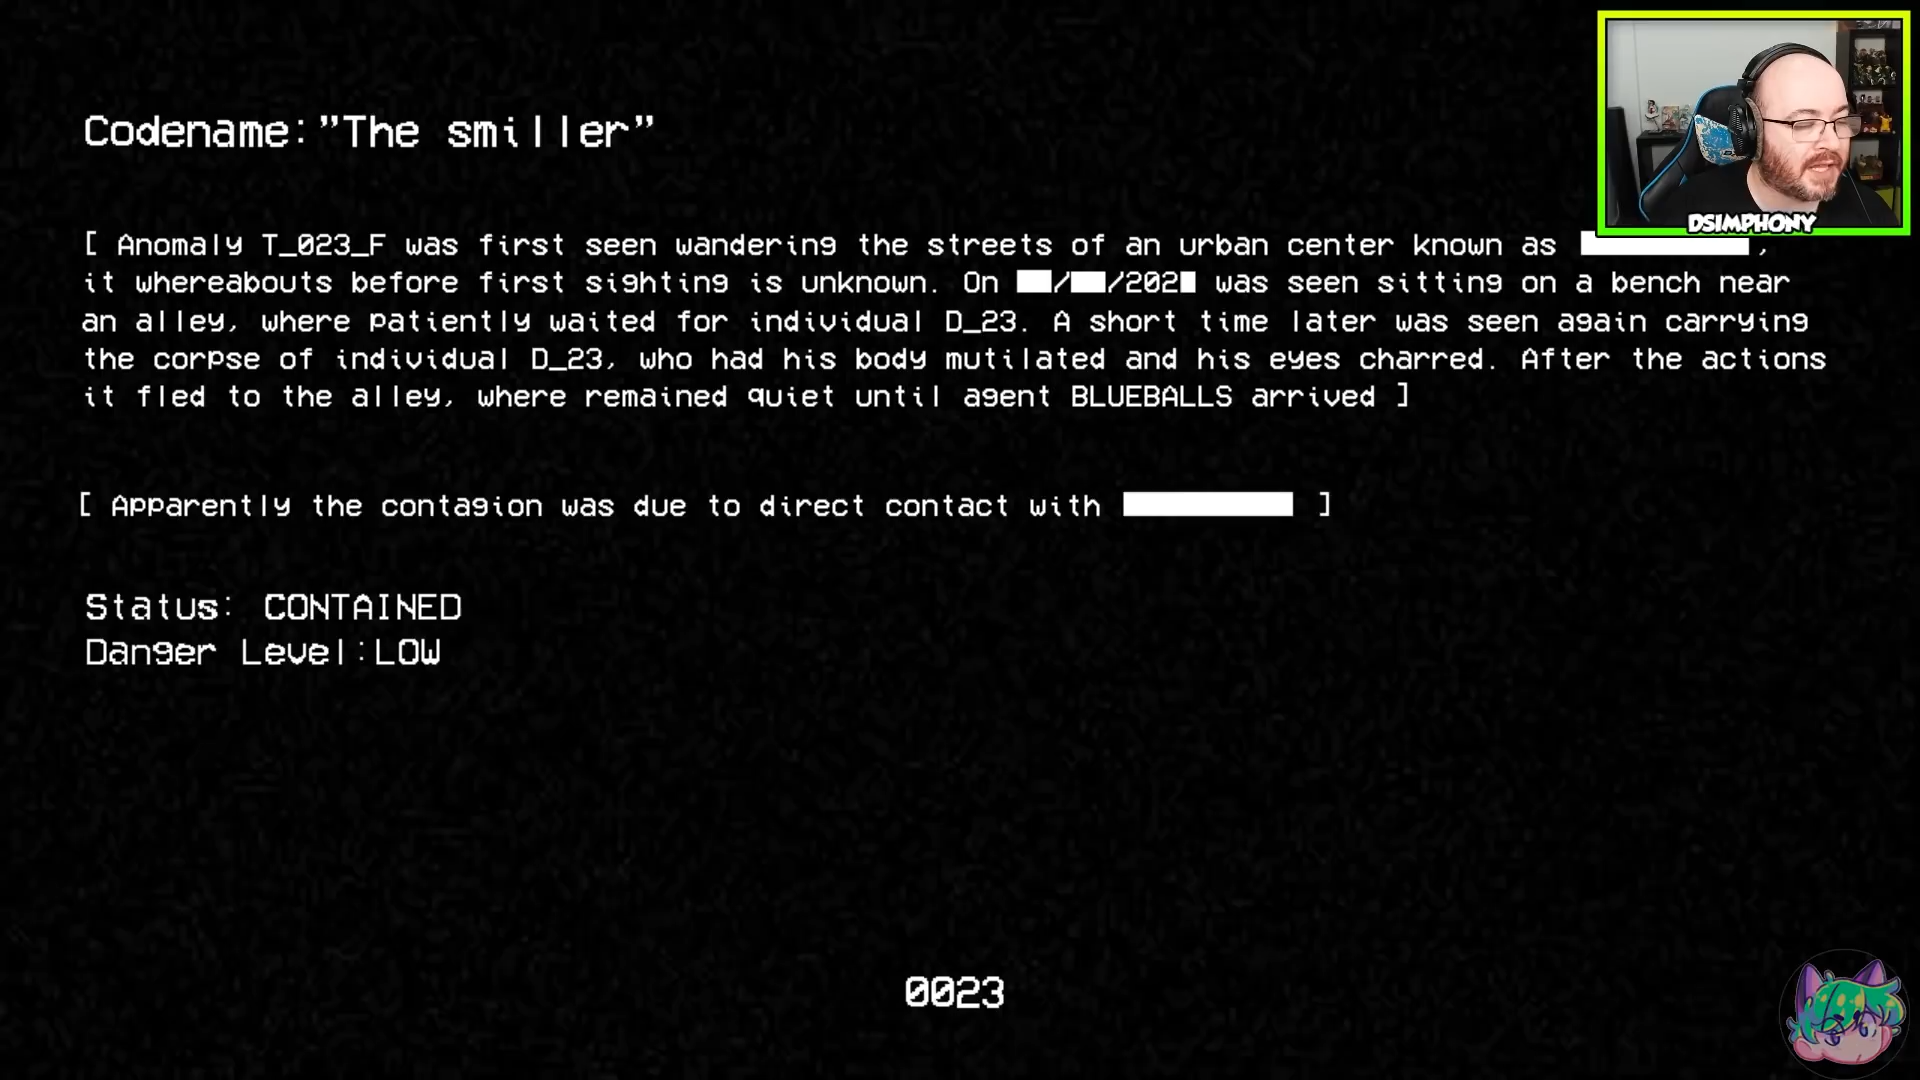 Codename:"The smiller"
DSIMPHONY
[ Anomaly T_023_F was first seen wandering the streets of an urban center known as ,
it whereabouts before first sighting is unknown. On / /202 was seen sitting on a bench near
an alley, where patiently waited for individual D_23. A short time later was seen again carrying
the corpse of individual D_23, who had his body mutilated and his eyes charred. After the actions
it fled to the alley, where remained quiet until agent BLUEBALLS arrived ]
[ Apparently the contagion was due to direct contact with ]
Status: CONTAINED
Danger Level:LOW
0023